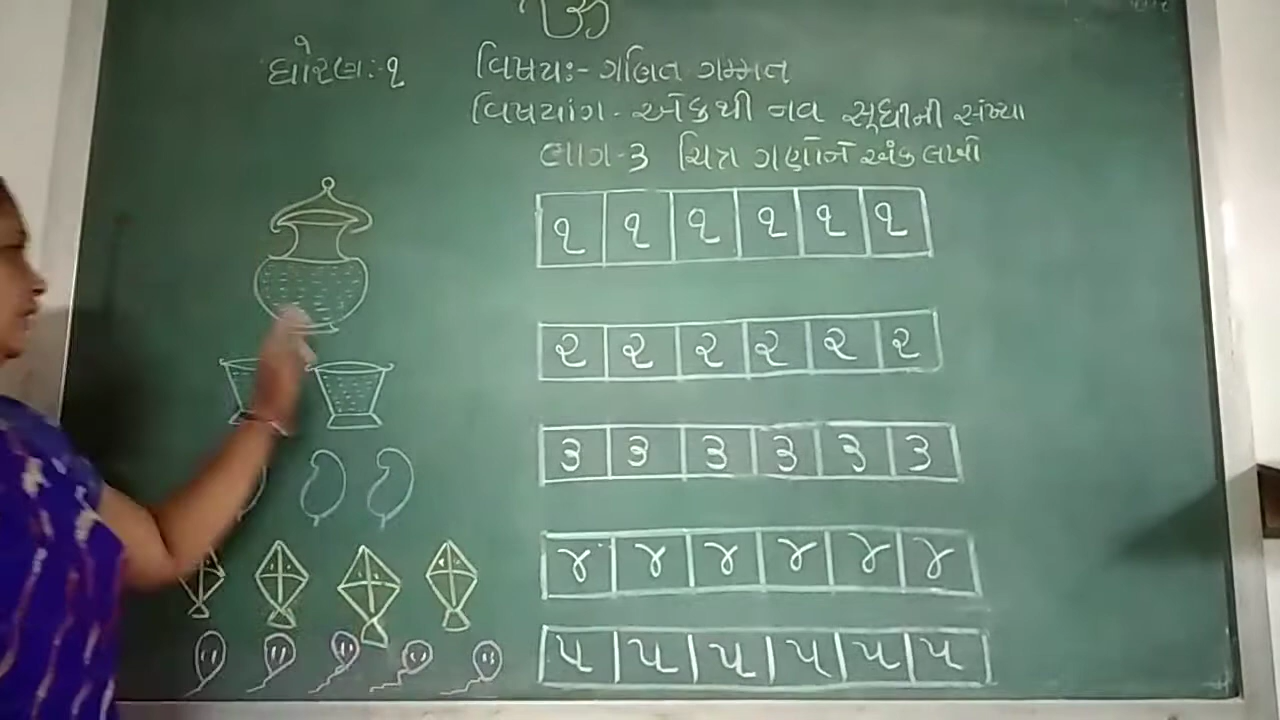 ૐ
ધોરણ:-૧
વિષય:- ગણિત ગમ્મત
વિષયાંગ - એકથી નવ સુધીની સંખ્યા
ભાગ-૩ ચિત્ર ગણીને અંક લખો
૧ ૧ ૧ ૧ ૧ ૧
૨ ૨ ૨ ૨ ૨ ૨
૩ ૩ ૩ ૩ ૩ ૩
૪ ૪ ૪ ૪ ૪ ૪
૫ ૫ ૫ ૫ ૫ ૫